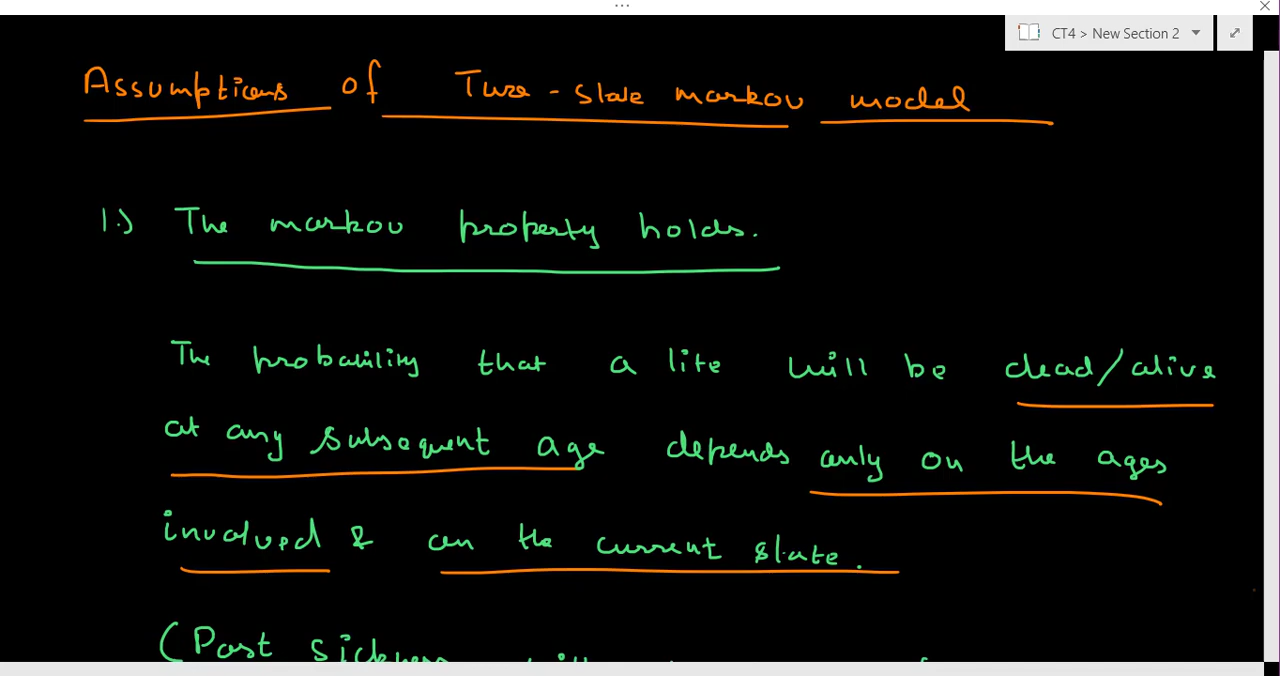 CT4 > New Section 2
Assumptions of Two-state markov model
1.) The markov property holds.
The probability that a life will be dead/alive
at any subsequent age depends only on the ages
involved & on the current state.
(Past sickness